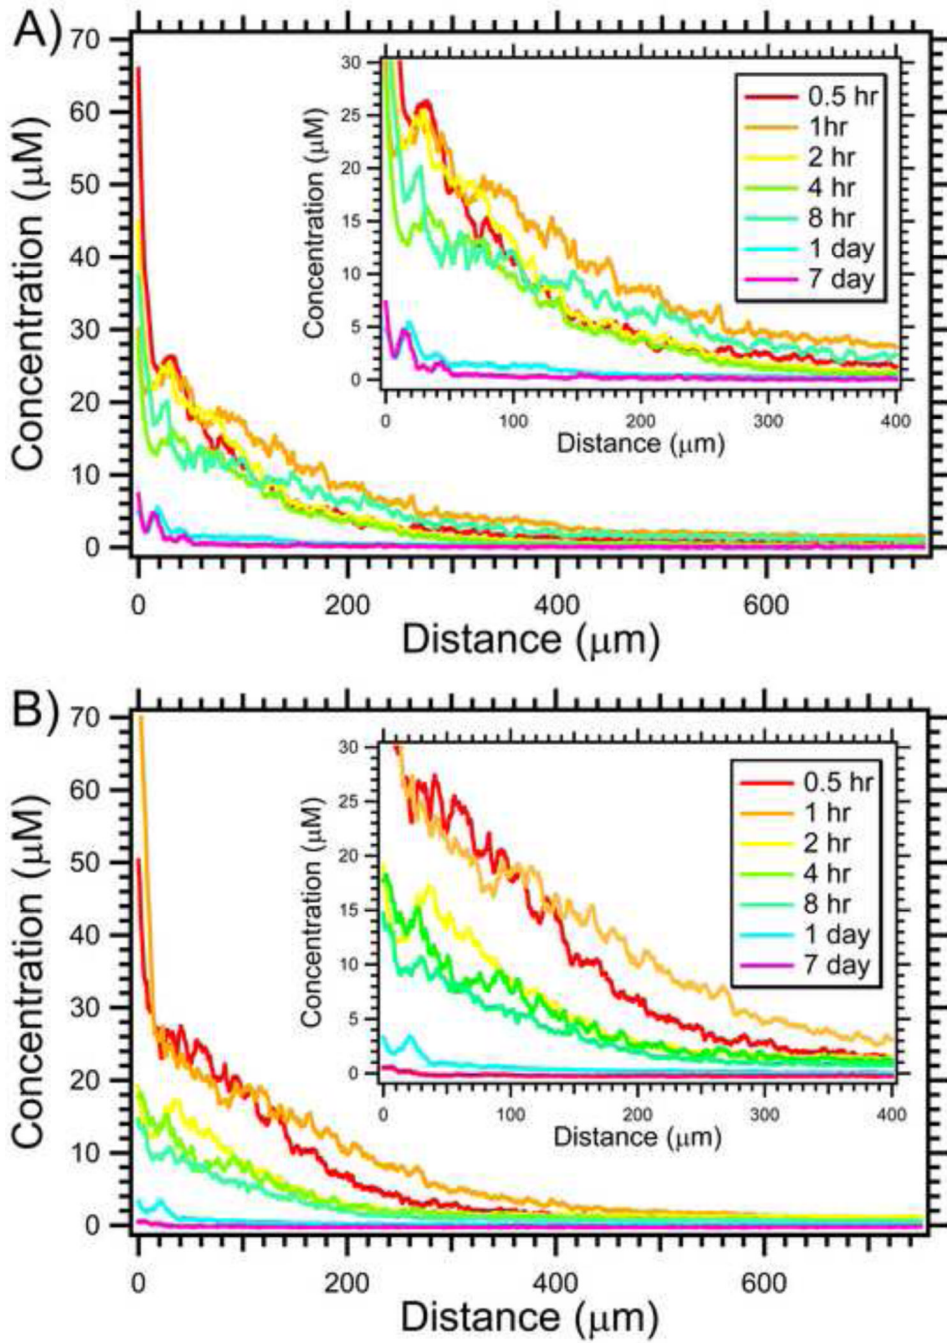 A)
70
60
50
40
30
20
10
0
Concentration (μM)
0 200 400 600
Distance (μm)
30
25
20
15
10
5
0
Concentration (μM)
0 100 200 300 400
Distance (μm)
0.5 hr
1hr
2 hr
4 hr
8 hr
1 day
7 day
B)
70
60
50
40
30
20
10
0
Concentration (μM)
0 200 400 600
Distance (μm)
30
25
20
15
10
5
0
Concentration (μM)
0 100 200 300 400
Distance (μm)
0.5 hr
1 hr
2 hr
4 hr
8 hr
1 day
7 day